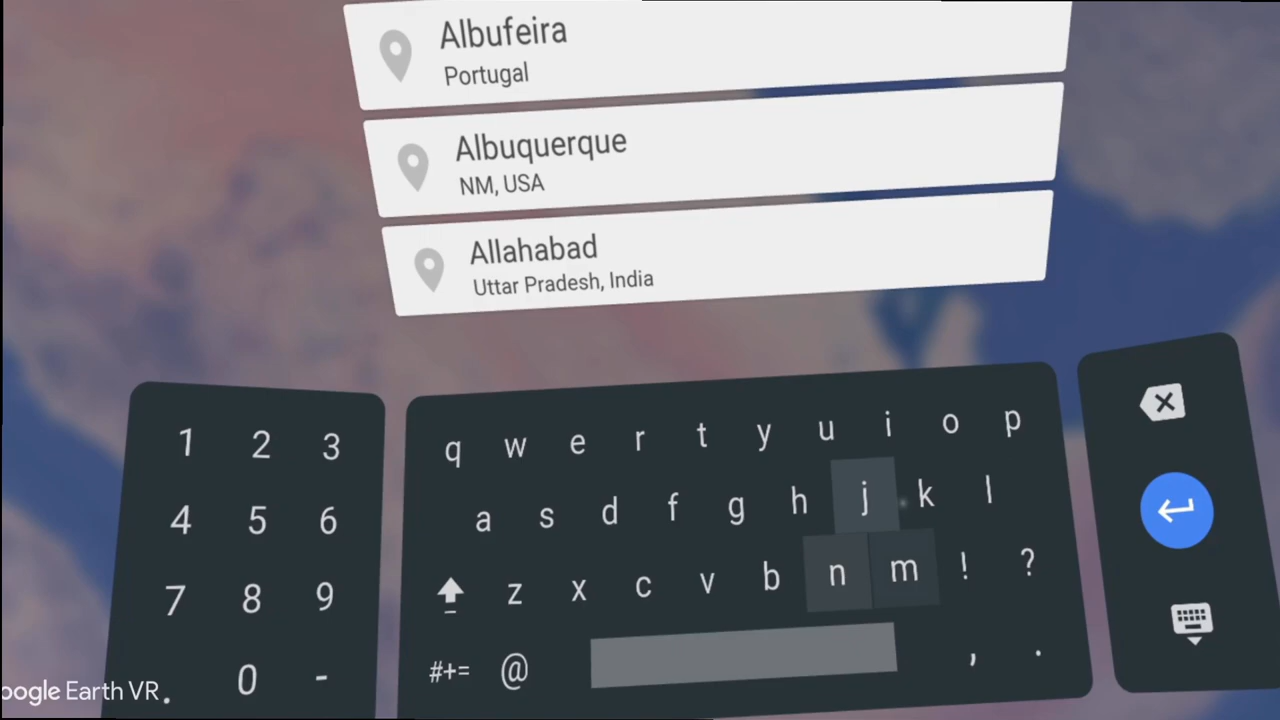 Albufeira
Portugal
Albuquerque
NM, USA
Allahabad
Uttar Pradesh, India
1 2 3
4 5 6
7 8 9
. 0 -
q w e r t y u i o p
a s d f g h j k l
z x c v b n m ! ?
#+= @ , .
oogle Earth VR